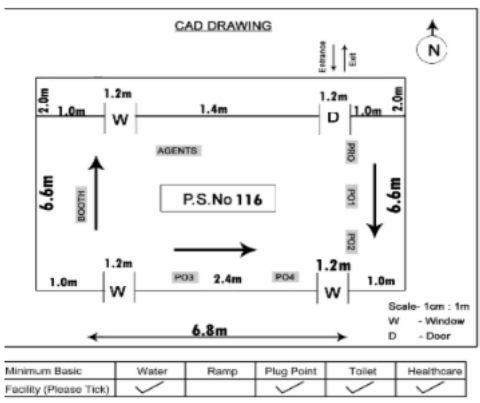 CAD DRAWING
N
Entrance
Exit
2.0m
1.2m
1.2m
2.0m
1.0m
1.4m
1.0m
W
D
AGENTS
PRO
6.6m
BOOTH
P.S.No 116
PO1
6.6m
PO2
1.2m
1.2m
1.0m
PO3
2.4m
PO4
1.0m
W
W
Scale- 1cm : 1m
W - Window
6.8m
D - Door
Minimum Basic Facility (Please Tick)
Water
Ramp
Plug Point
Toilet
Healthcare